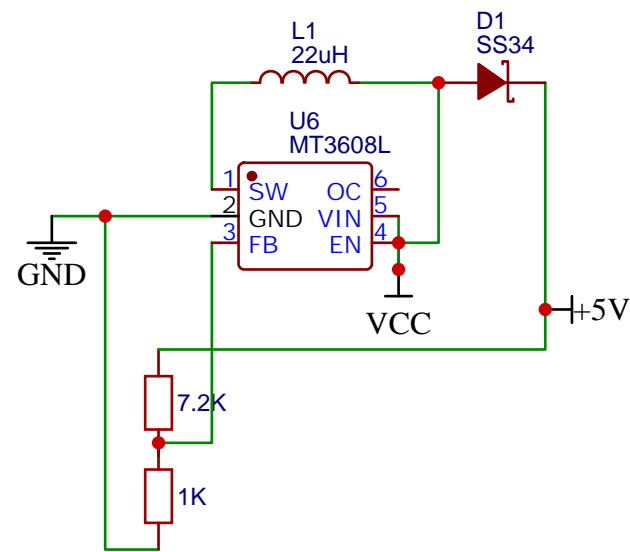 L1
22uH
D1
SS34
U6
MT3608L
1 SW OC 6
2 GND VIN 5
3 FB EN 4
GND
VCC
+5V
7.2K
1K